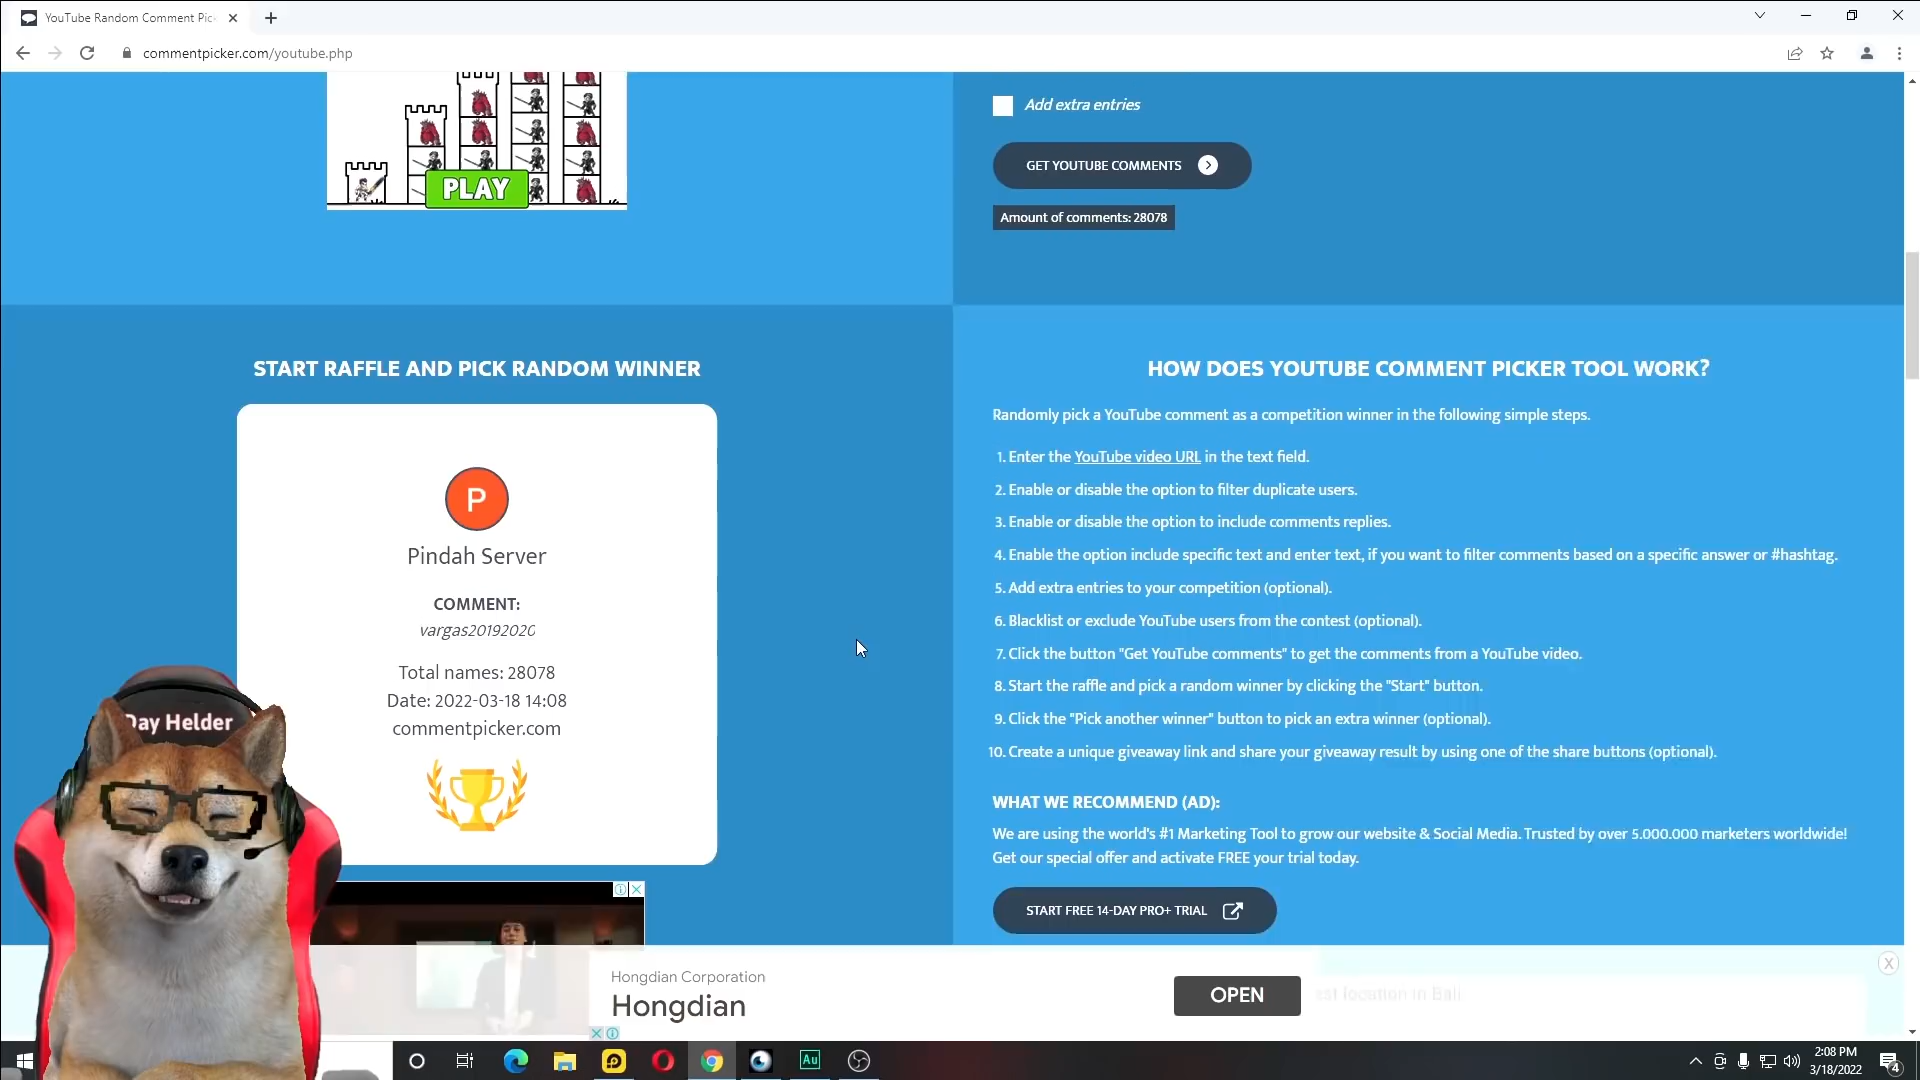 YouTube Random Comment Pic
commentpicker.com/youtube.php
PLAY
Add extra entries
GET YOUTUBE COMMENTS
Amount of comments: 28078
START RAFFLE AND PICK RANDOM WINNER
P
Pindah Server
COMMENT:
vargas20192020
Total names: 28078
Date: 2022-03-18 14:08
commentpicker.com
HOW DOES YOUTUBE COMMENT PICKER TOOL WORK?
Randomly pick a YouTube comment as a competition winner in the following simple steps.
1. Enter the YouTube video URL in the text field.
2. Enable or disable the option to filter duplicate users.
3. Enable or disable the option to include comments replies.
4. Enable the option include specific text and enter text, if you want to filter comments based on a specific answer or #hashtag.
5. Add extra entries to your competition (optional).
6. Blacklist or exclude YouTube users from the contest (optional).
7. Click the button "Get YouTube comments" to get the comments from a YouTube video.
8. Start the raffle and pick a random winner by clicking the "Start" button.
9. Click the "Pick another winner" button to pick an extra winner (optional).
10. Create a unique giveaway link and share your giveaway result by using one of the share buttons (optional).
WHAT WE RECOMMEND (AD):
We are using the world's #1 Marketing Tool to grow our website & Social Media. Trusted by over 5.000.000 marketers worldwide!
Get our special offer and activate FREE your trial today.
START FREE 14-DAY PRO+ TRIAL
Day Helder
Hongdian Corporation
Hongdian
OPEN
location in Bali
X
Au
2:08 PM
3/18/2022
4